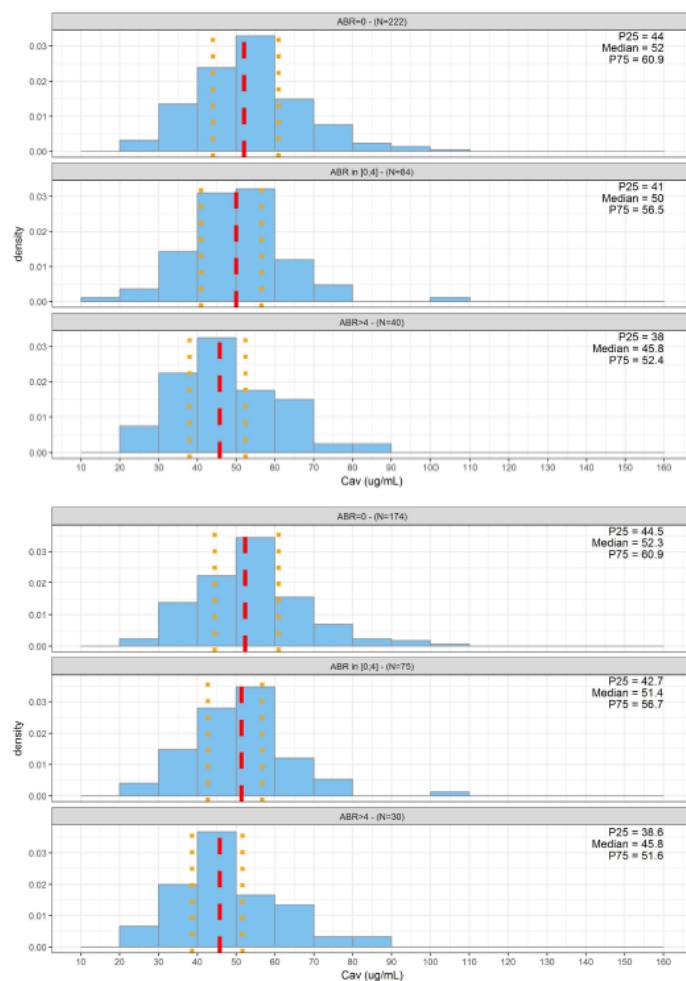 ABR=0 - (N=222)
P25 = 44
Median = 52
P75 = 60.9
0.03
0.02
0.01
0.00
ABR in ]0;4] - (N=84)
P25 = 41
Median = 50
P75 = 56.5
0.03
0.02
0.01
0.00
density
ABR>4 - (N=40)
P25 = 38
Median = 45.8
P75 = 52.4
0.03
0.02
0.01
0.00
10 20 30 40 50 60 70 80 90 100 110 120 130 140 150 160
Cav (ug/mL)
ABR=0 - (N=174)
P25 = 44.5
Median = 52.3
P75 = 60.9
0.03
0.02
0.01
0.00
ABR in ]0;4] - (N=75)
P25 = 42.7
Median = 51.4
P75 = 56.7
0.03
0.02
0.01
0.00
density
ABR>4 - (N=30)
P25 = 38.6
Median = 45.8
P75 = 51.6
0.03
0.02
0.01
0.00
10 20 30 40 50 60 70 80 90 100 110 120 130 140 150 160
Cav (ug/mL)